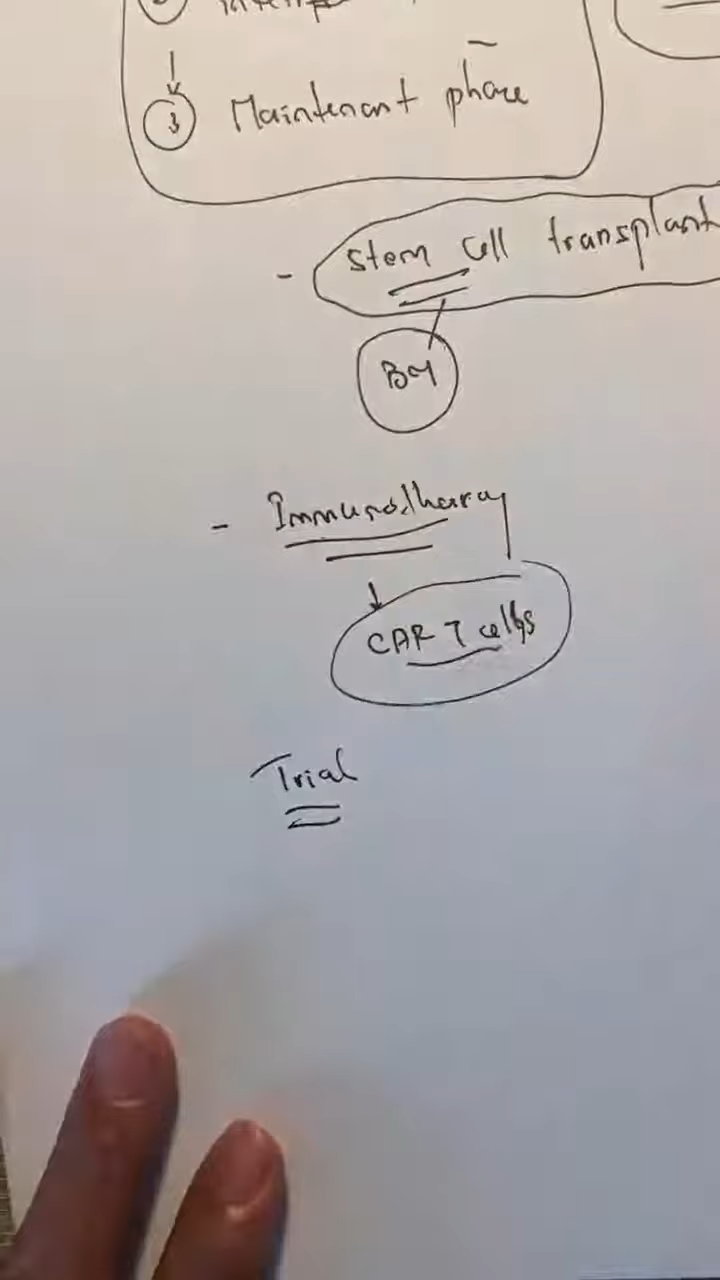 3 Maintenant phase
- Stem Cell transplant
BM
- Immunotherapy
CAR T cells
Trial